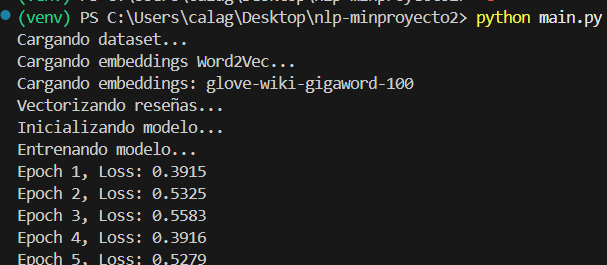 (venv) PS C:\Users\calag\Desktop\nlp-minproyecto2> python main.py
Cargando dataset...
Cargando embeddings Word2Vec...
Cargando embeddings: glove-wiki-gigaword-100
Vectorizando reseñas...
Inicializando modelo...
Entrenando modelo...
Epoch 1, Loss: 0.3915
Epoch 2, Loss: 0.5325
Epoch 3, Loss: 0.5583
Epoch 4, Loss: 0.3916
Epoch 5, Loss: 0.5279